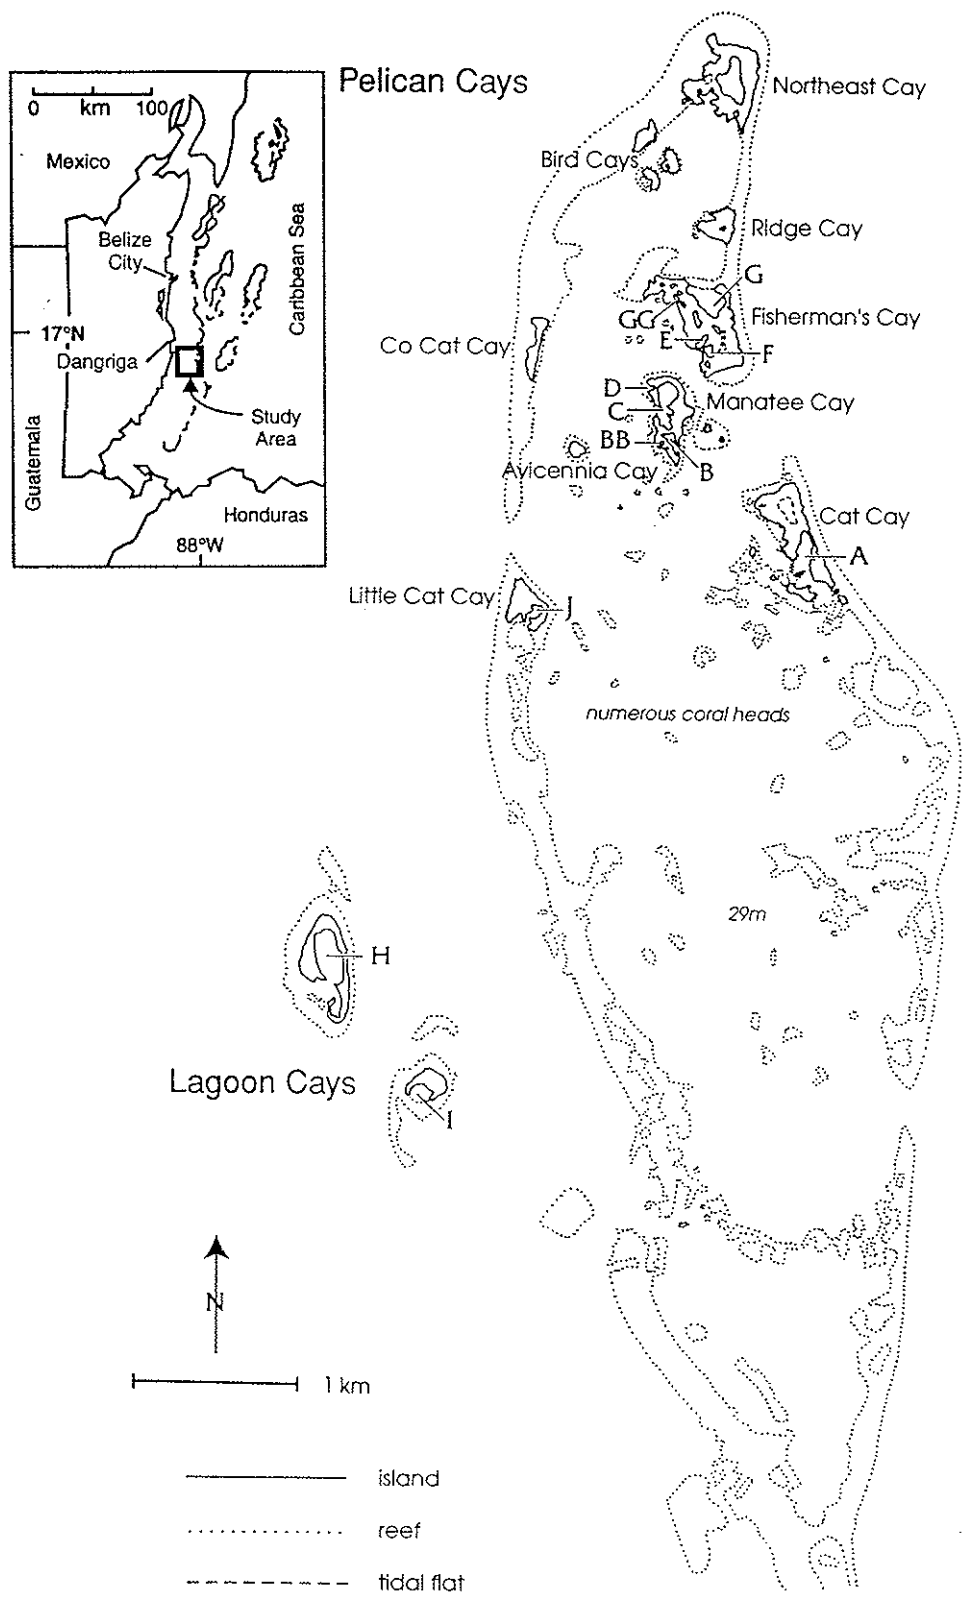 Pelican Cays
Northeast Cay
Bird Cays
Ridge Cay
G
GG
Fisherman's Cay
E
F
Co Cat Cay
D
Manatee Cay
C
BB
B
Avicennia Cay
Cat Cay
A
Little Cat Cay
J
numerous coral heads
29m
H
Lagoon Cays
I
0 km 100
Mexico
Belize
City
Caribbean Sea
17°N
Dangriga
Study
Area
Guatemala
Honduras
88°W
N
1 km
island
reef
tidal flat